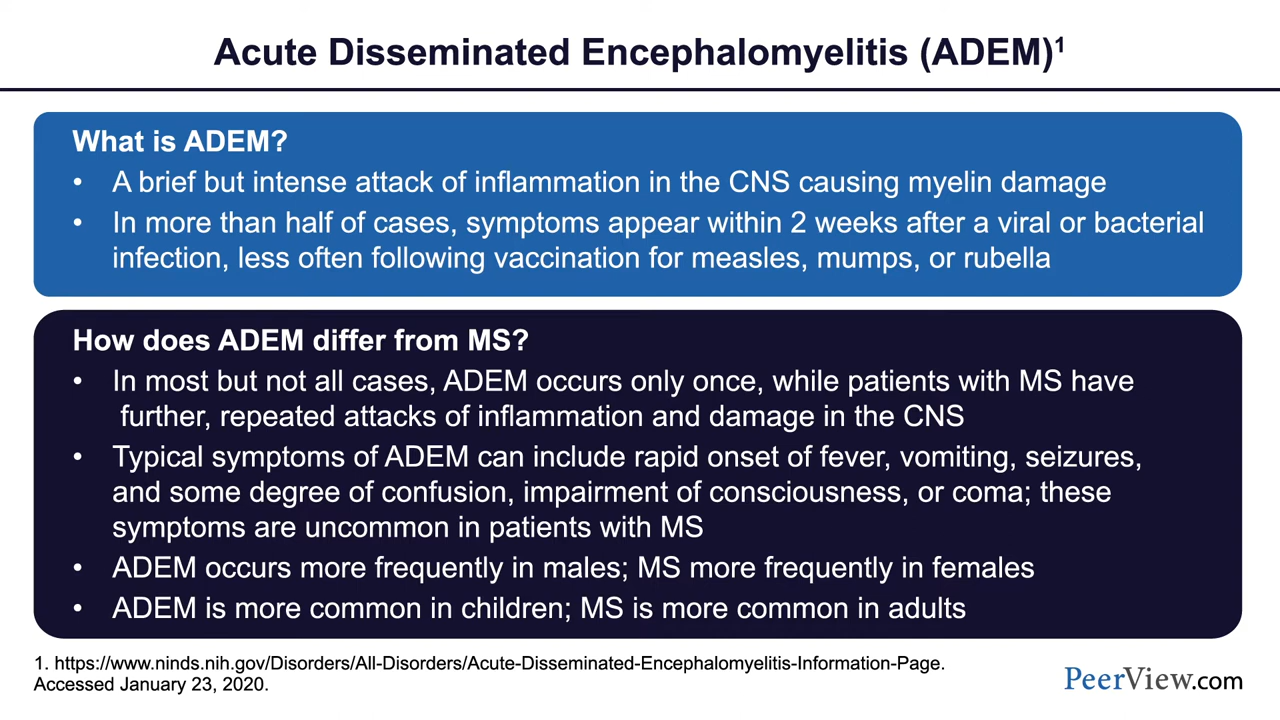 Acute Disseminated Encephalomyelitis (ADEM)¹
What is ADEM?
• A brief but intense attack of inflammation in the CNS causing myelin damage
• In more than half of cases, symptoms appear within 2 weeks after a viral or bacterial
infection, less often following vaccination for measles, mumps, or rubella
How does ADEM differ from MS?
• In most but not all cases, ADEM occurs only once, while patients with MS have
further, repeated attacks of inflammation and damage in the CNS
• Typical symptoms of ADEM can include rapid onset of fever, vomiting, seizures,
and some degree of confusion, impairment of consciousness, or coma; these
symptoms are uncommon in patients with MS
• ADEM occurs more frequently in males; MS more frequently in females
• ADEM is more common in children; MS is more common in adults
1. https://www.ninds.nih.gov/Disorders/All-Disorders/Acute-Disseminated-Encephalomyelitis-Information-Page.
Accessed January 23, 2020.
PeerView.com